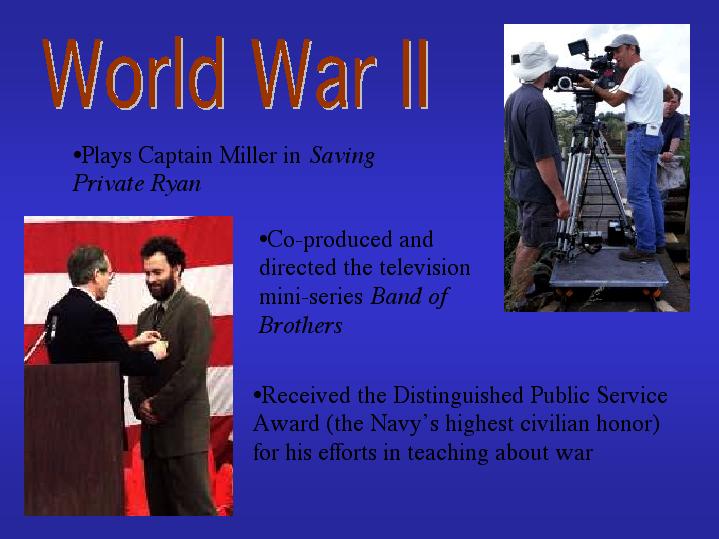 World War II
•Plays Captain Miller in Saving
Private Ryan
•Co-produced and
directed the television
mini-series Band of
Brothers
•Received the Distinguished Public Service
Award (the Navy’s highest civilian honor)
for his efforts in teaching about war